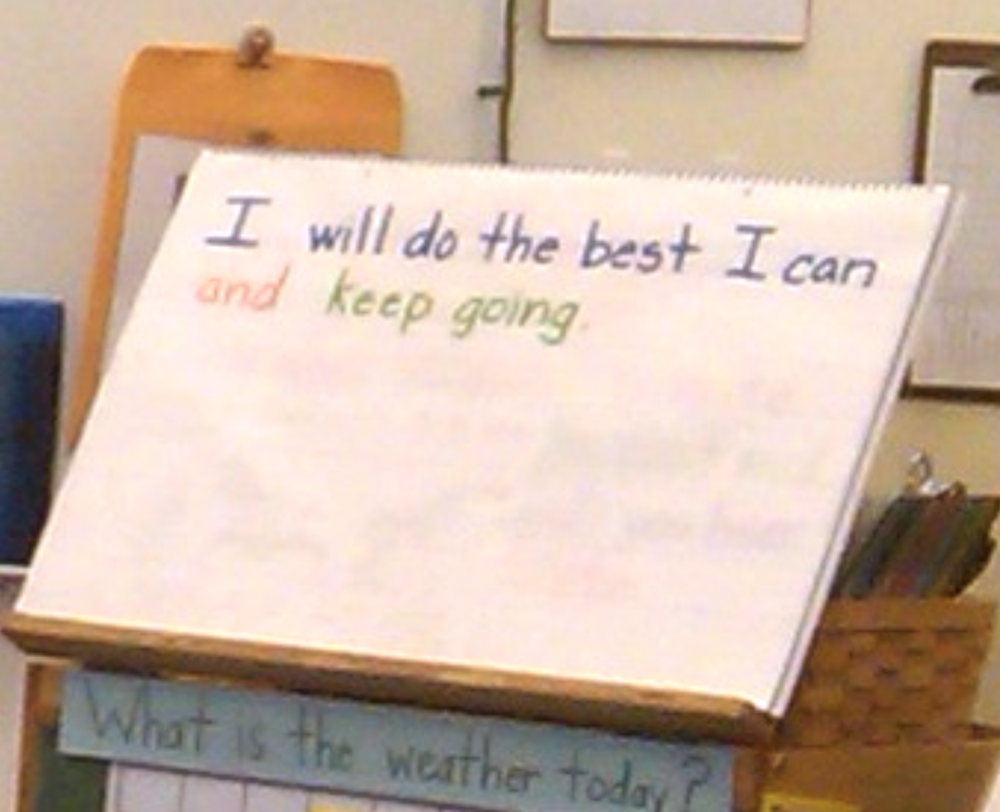 I will do the best I can
and keep going.
What is the weather today?